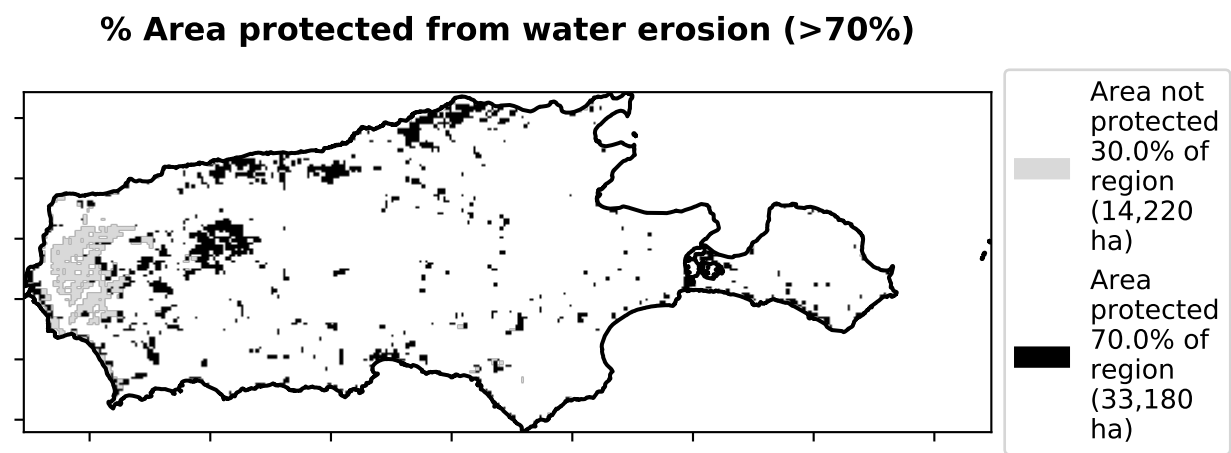 % Area protected from water erosion (>70%)
Area not
protected
30.0% of
region
(14,220
ha)
Area
protected
70.0% of
region
(33,180
ha)